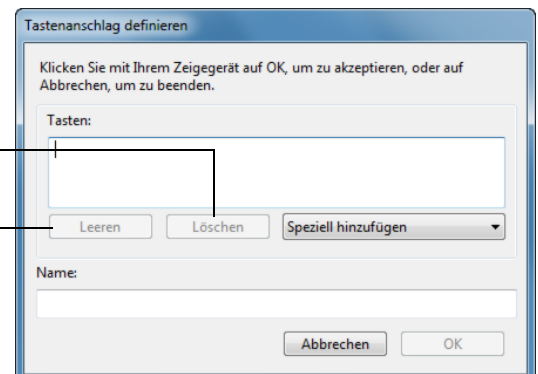 Tastenanschlag definieren
Klicken Sie mit Ihrem Zeigegerät auf OK, um zu akzeptieren, oder auf
Abbrechen, um zu beenden.
Tasten:
Leeren Löschen Speziell hinzufügen
Name:
Abbrechen OK